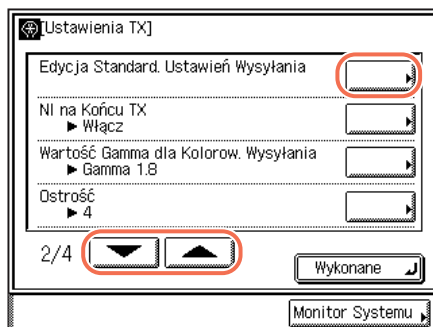 [Ustawienia TX]
Edycja Standard. Ustawień Wysyłania
NI na Końcu TX
► Włącz
Wartość Gamma dla Kolorow. Wysyłania
► Gamma 1.8
Ostrość
► 4
2/4
Wykonane
Monitor Systemu